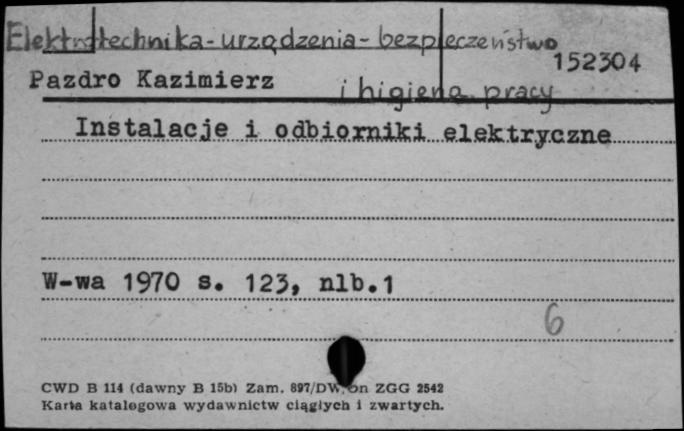 Elektrotechnika-urządzenia-bezpieczeństwo
152304
Pazdro Kazimierz
i higiena pracy
Instalacje i odbiorniki elektryczne
W-wa 1970 s. 123, nlb.1
6
CWD B 114 (dawny B 15b) Zam. 897/DW/on ZGG 2542
Karta katalogowa wydawnictw ciągłych i zwartych.